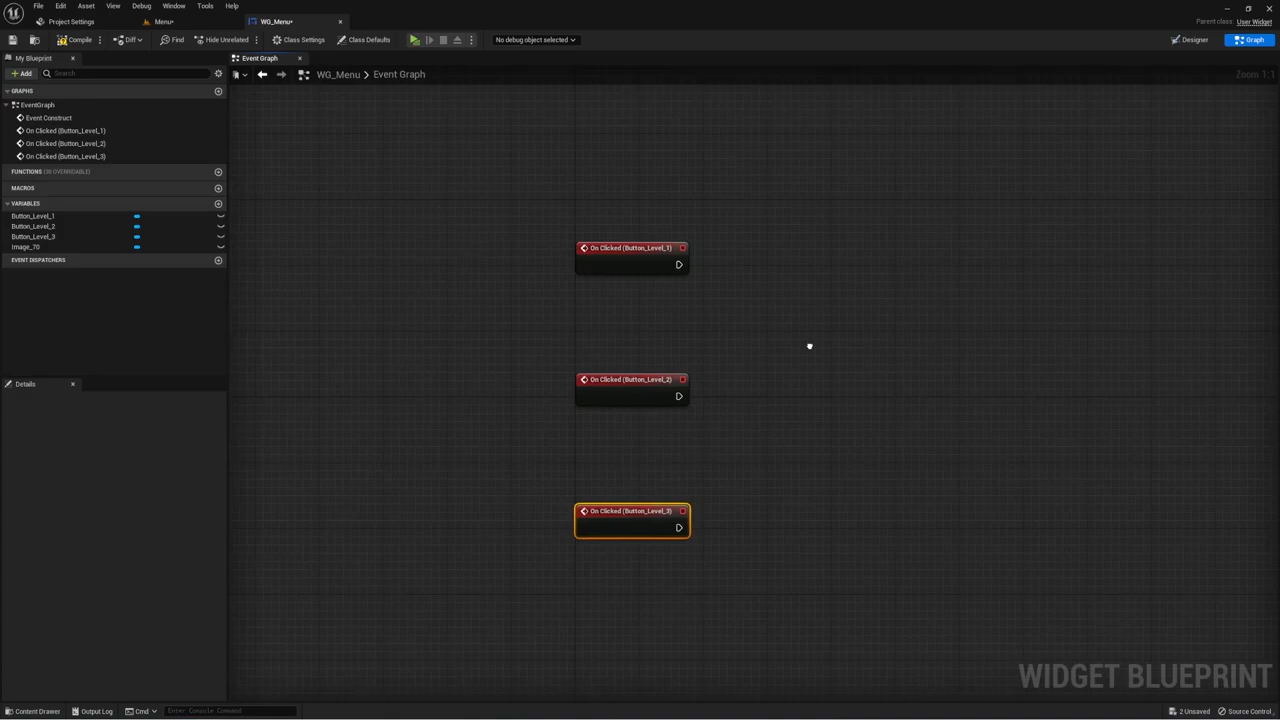 File Edit Asset View Debug Window Tools Help
Project Settings Menu• WG_Menu•
Parent class: User Widget
Compile Diff Find Hide Unrelated Class Settings Class Defaults No debug object selected Designer Graph
My Blueprint Event Graph
Add Search WG_Menu > Event Graph Zoom 1:1
GRAPHS
EventGraph
Event Construct
On Clicked (Button_Level_1)
On Clicked (Button_Level_2)
On Clicked (Button_Level_3)
FUNCTIONS (30 OVERRIDABLE)
MACROS
VARIABLES
Button_Level_1
Button_Level_2
Button_Level_3
Image_70
EVENT DISPATCHERS
Details
On Clicked (Button_Level_1)
On Clicked (Button_Level_2)
On Clicked (Button_Level_3)
WIDGET BLUEPRINT
Content Drawer Output Log Cmd Enter Console Command 2 Unsaved Source Control